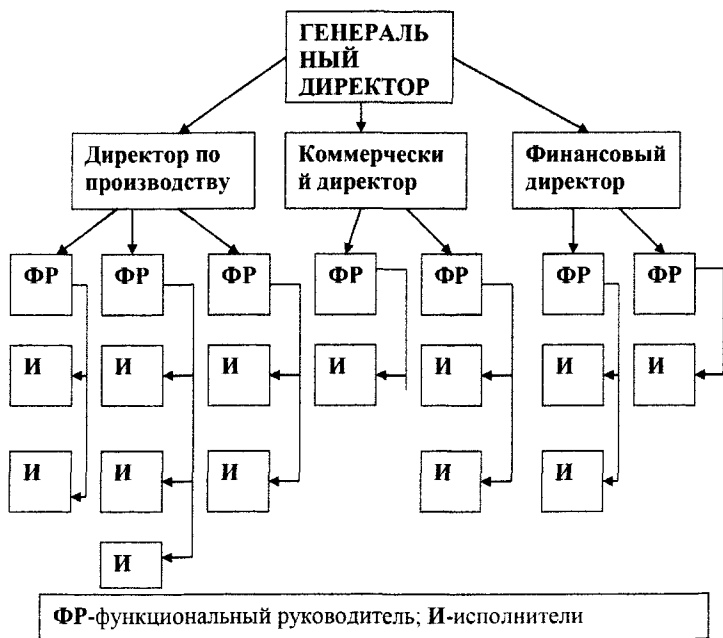 ГЕНЕРАЛЬ
НЫЙ
ДИРЕКТОР
Директор по
производству
Коммерчески
й директор
Финансовый
директор
ФР ФР ФР ФР ФР ФР ФР
И И И И И И И
И И И И И
И
ФР-функциональный руководитель; И-исполнители